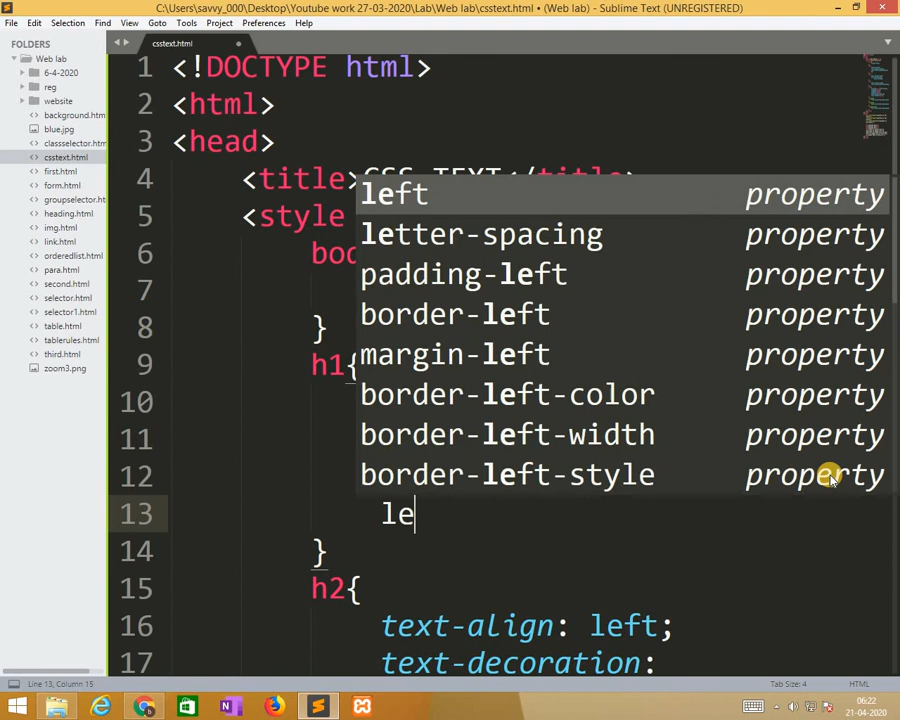 C:\Users\savvy_000\Desktop\Youtube work 27-03-2020\Lab\Web lab\csstext.html • (Web lab) - Sublime Text (UNREGISTERED)
File Edit Selection Find View Goto Tools Project Preferences Help
FOLDERS
Web lab
6-4-2020
reg
website
background.htm
blue.jpg
classselector.htm
csstext.html
first.html
form.html
groupselector.htm
heading.html
img.html
link.html
orderedlist.html
para.html
second.html
selector.html
selector1.html
table.html
tablerules.html
third.html
zoom3.png
csstext.html
1 <!DOCTYPE html>
2 <html>
3 <head>
4 <title>CSS TEXT</title>
5 <style
6 bod
7
8 }
9 h1{
10
11
12
13 le
14 }
15 h2{
16 text-align: left;
17 text-decoration:
left property
letter-spacing property
padding-left property
border-left property
margin-left property
border-left-color property
border-left-width property
border-left-style property
Line 13, Column 15
Tab Size: 4
HTML
06:22
21-04-2020